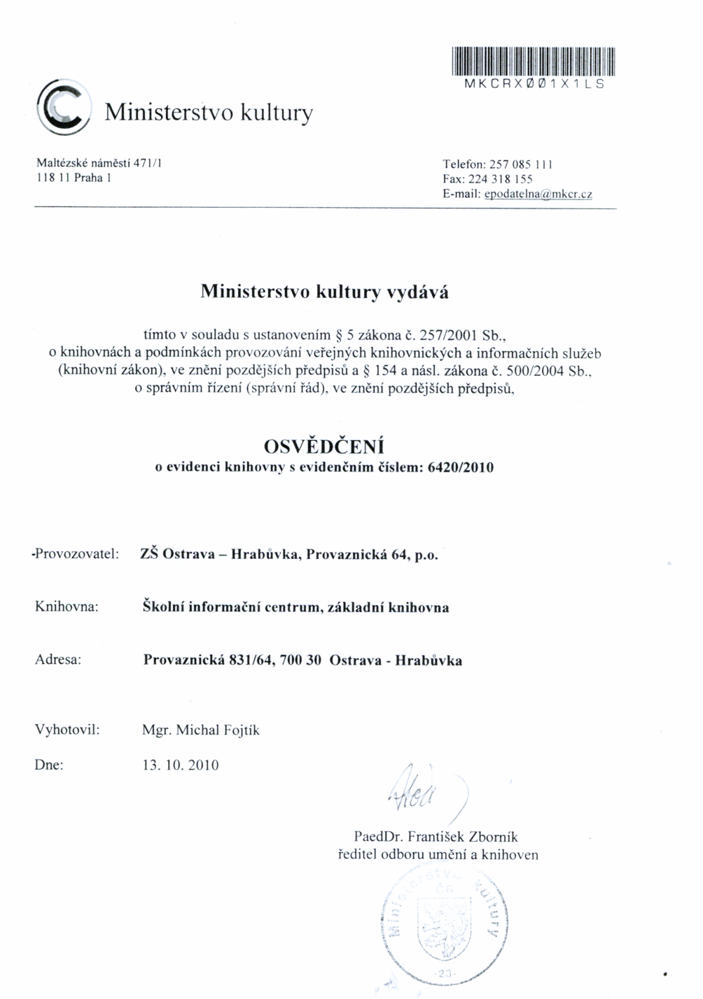 MKCRXØØ1X1LS
Ministerstvo kultury
Maltézské náměstí 471/1
118 11 Praha 1
Telefon: 257 085 111
Fax: 224 318 155
E-mail: epodatelna@mkcr.cz
Ministerstvo kultury vydává
tímto v souladu s ustanovením § 5 zákona č. 257/2001 Sb.,
o knihovnách a podmínkách provozování veřejných knihovnických a informačních služeb
(knihovní zákon), ve znění pozdějších předpisů a § 154 a násl. zákona č. 500/2004 Sb.,
o správním řízení (správní řád), ve znění pozdějších předpisů,
OSVĚDČENÍ
o evidenci knihovny s evidenčním číslem: 6420/2010
Provozovatel: ZŠ Ostrava – Hrabůvka, Provaznická 64, p.o.
Knihovna: Školní informační centrum, základní knihovna
Adresa: Provaznická 831/64, 700 30 Ostrava - Hrabůvka
Vyhotovil: Mgr. Michal Fojtík
Dne: 13. 10. 2010
PaedDr. František Zborník
ředitel odboru umění a knihoven
Ministerstvo kultury
ČR
-23-